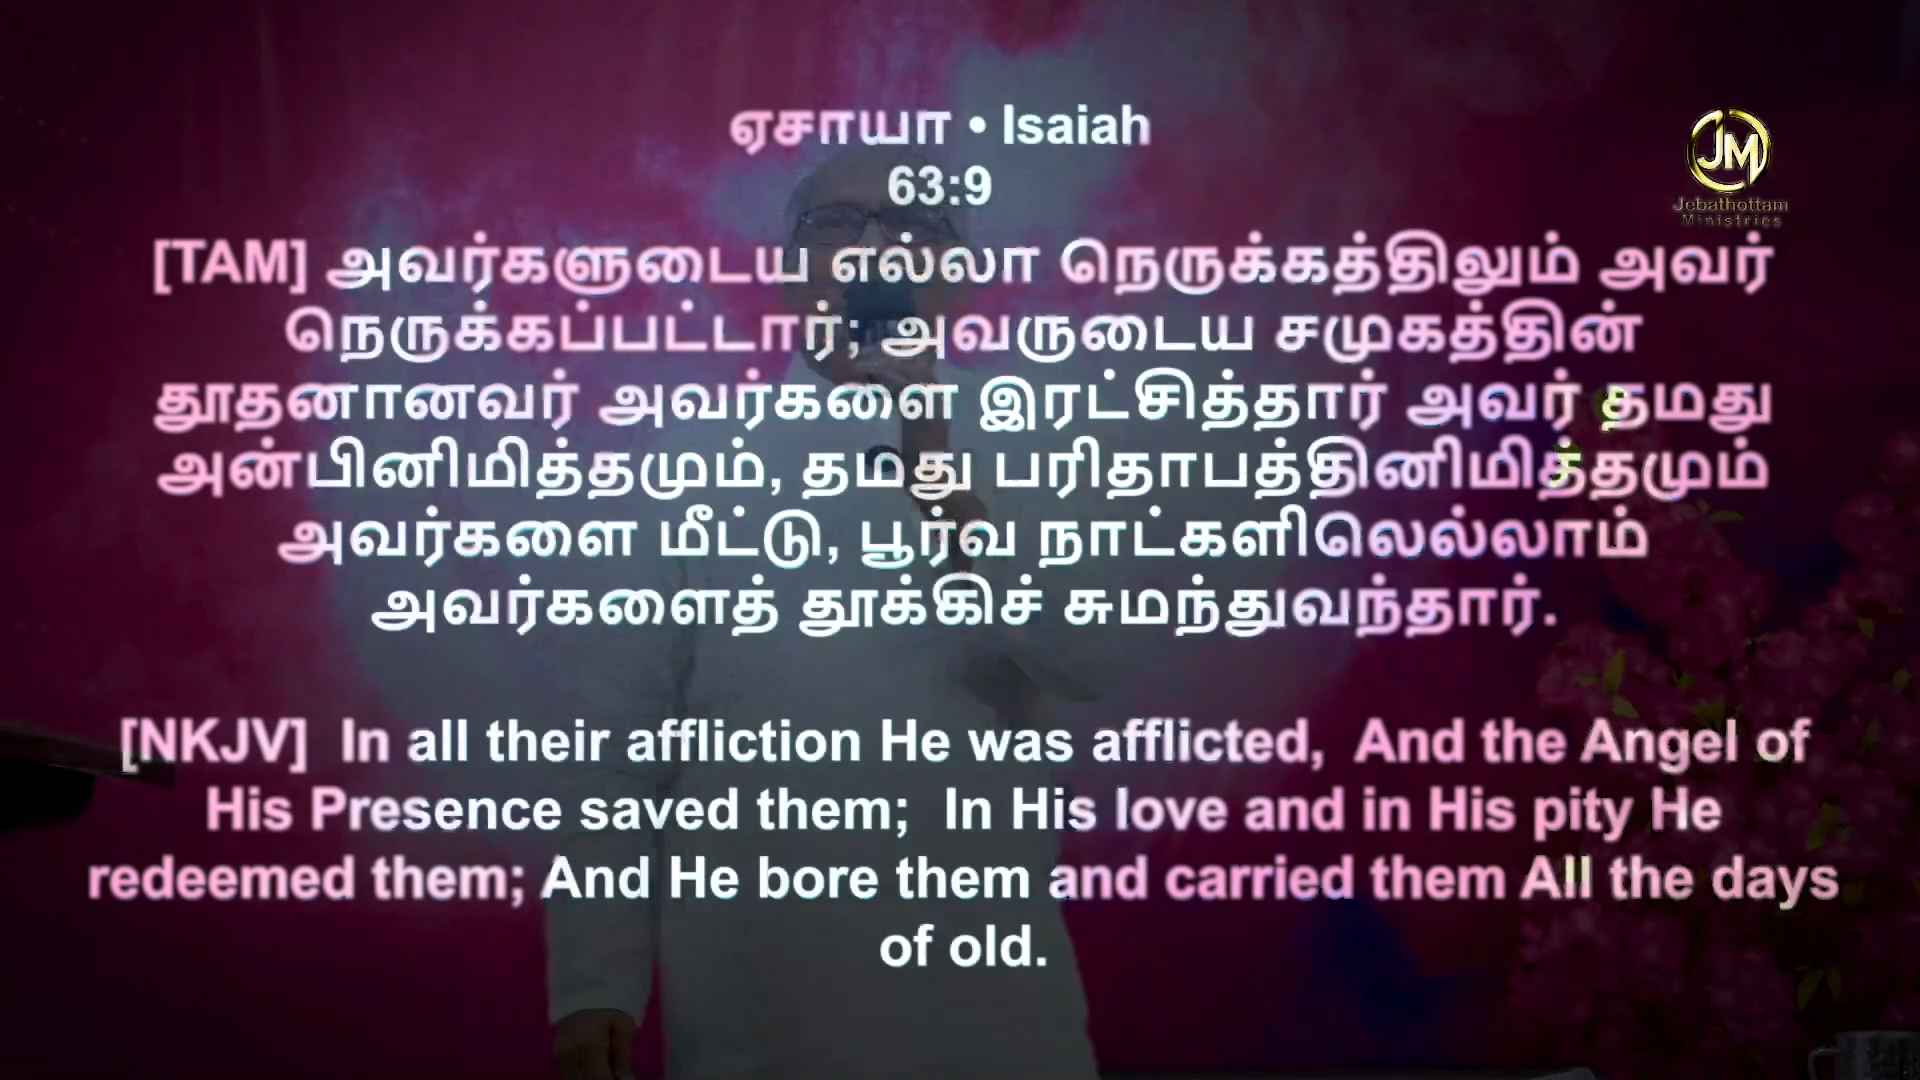 ஏசாயா • Isaiah
63:9
JM
Jebathottam
Ministries
[TAM] அவர்களுடைய எல்லா நெருக்கத்திலும் அவர்
நெருக்கப்பட்டார்; அவருடைய சமுகத்தின்
தூதனானவர் அவர்களை இரட்சித்தார் அவர் தமது
அன்பினிமித்தமும், தமது பரிதாபத்தினிமித்தமும்
அவர்களை மீட்டு, பூர்வ நாட்களிலெல்லாம்
அவர்களைத் தூக்கிச் சுமந்துவந்தார்.
[NKJV] In all their affliction He was afflicted, And the Angel of
His Presence saved them; In His love and in His pity He
redeemed them; And He bore them and carried them All the days
of old.